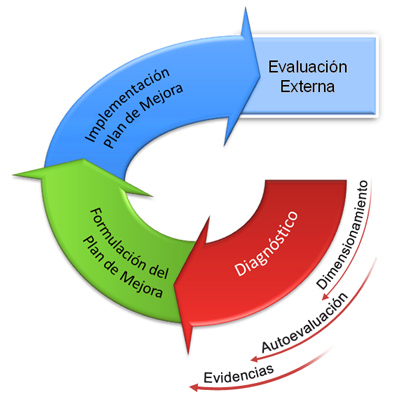 Evaluación
Externa
Implementación
Plan de Mejora
Formulación del
Plan de Mejora
Diagnóstico
Dimensionamiento
Autoevaluación
Evidencias